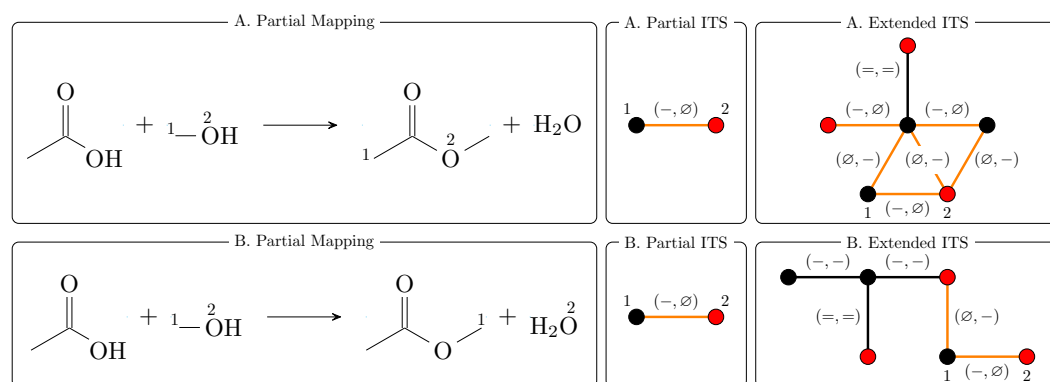 A. Partial Mapping
O
OH
+
1
2
OH
O
1
2
O
+ H₂O
A. Partial ITS
1 (−, ∅) 2
A. Extended ITS
(=, =)
(−, ∅) (−, ∅)
(∅, -) (∅, -) (∅, -)
1 (−, ∅) 2
B. Partial Mapping
O
OH
+
1
2
OH
O
O
1
+ H₂O
2
B. Partial ITS
1 (−, ∅) 2
B. Extended ITS
(−, −) (−, −)
(=, =) (∅, −)
1 (−, ∅) 2